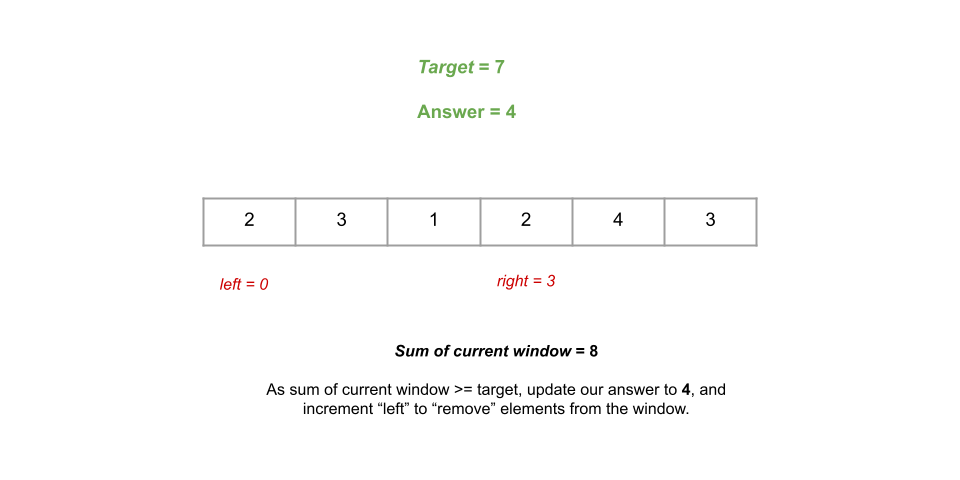 Target = 7
Answer = 4
2 3 1 2 4 3
left = 0 right = 3
Sum of current window = 8
As sum of current window >= target, update our answer to 4, and
increment “left” to “remove” elements from the window.